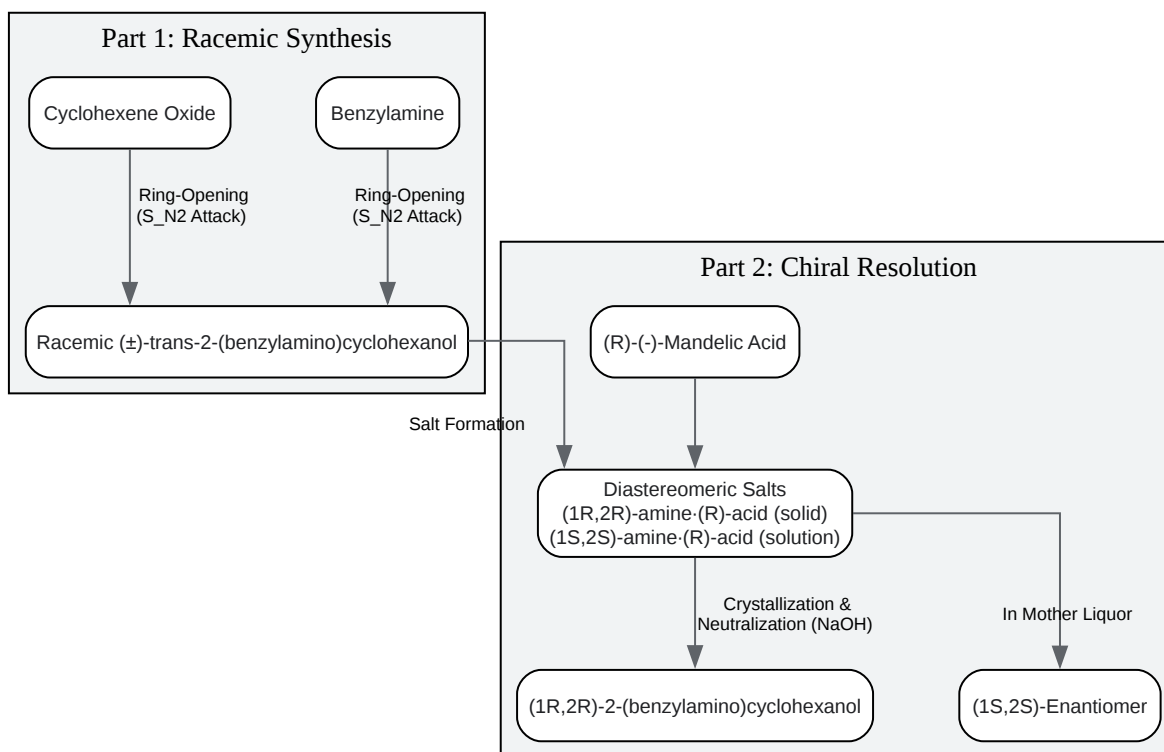 Part 1: Racemic Synthesis
Cyclohexene Oxide
Benzylamine
Ring-Opening
(S_N2 Attack)
Ring-Opening
(S_N2 Attack)
Racemic (±)-trans-2-(benzylamino)cyclohexanol
Part 2: Chiral Resolution
(R)-(-)-Mandelic Acid
Salt Formation
Diastereomeric Salts
(1R,2R)-amine·(R)-acid (solid)
(1S,2S)-amine·(R)-acid (solution)
Crystallization &
Neutralization (NaOH)
In Mother Liquor
(1R,2R)-2-(benzylamino)cyclohexanol
(1S,2S)-Enantiomer